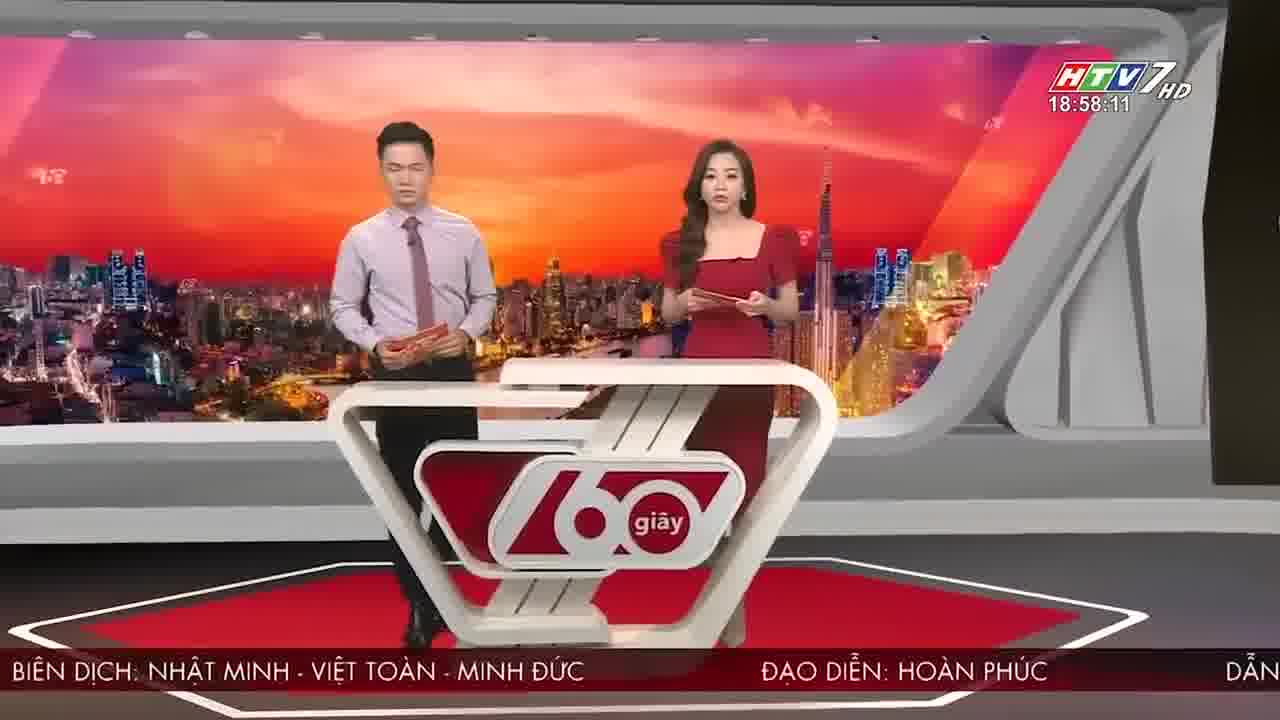 HTV7 HD
18:58:11
60 giây
BIÊN DỊCH: NHẬT MINH - VIỆT TOÀN - MINH ĐỨC ĐẠO DIỄN: HOÀN PHÚC DẪN